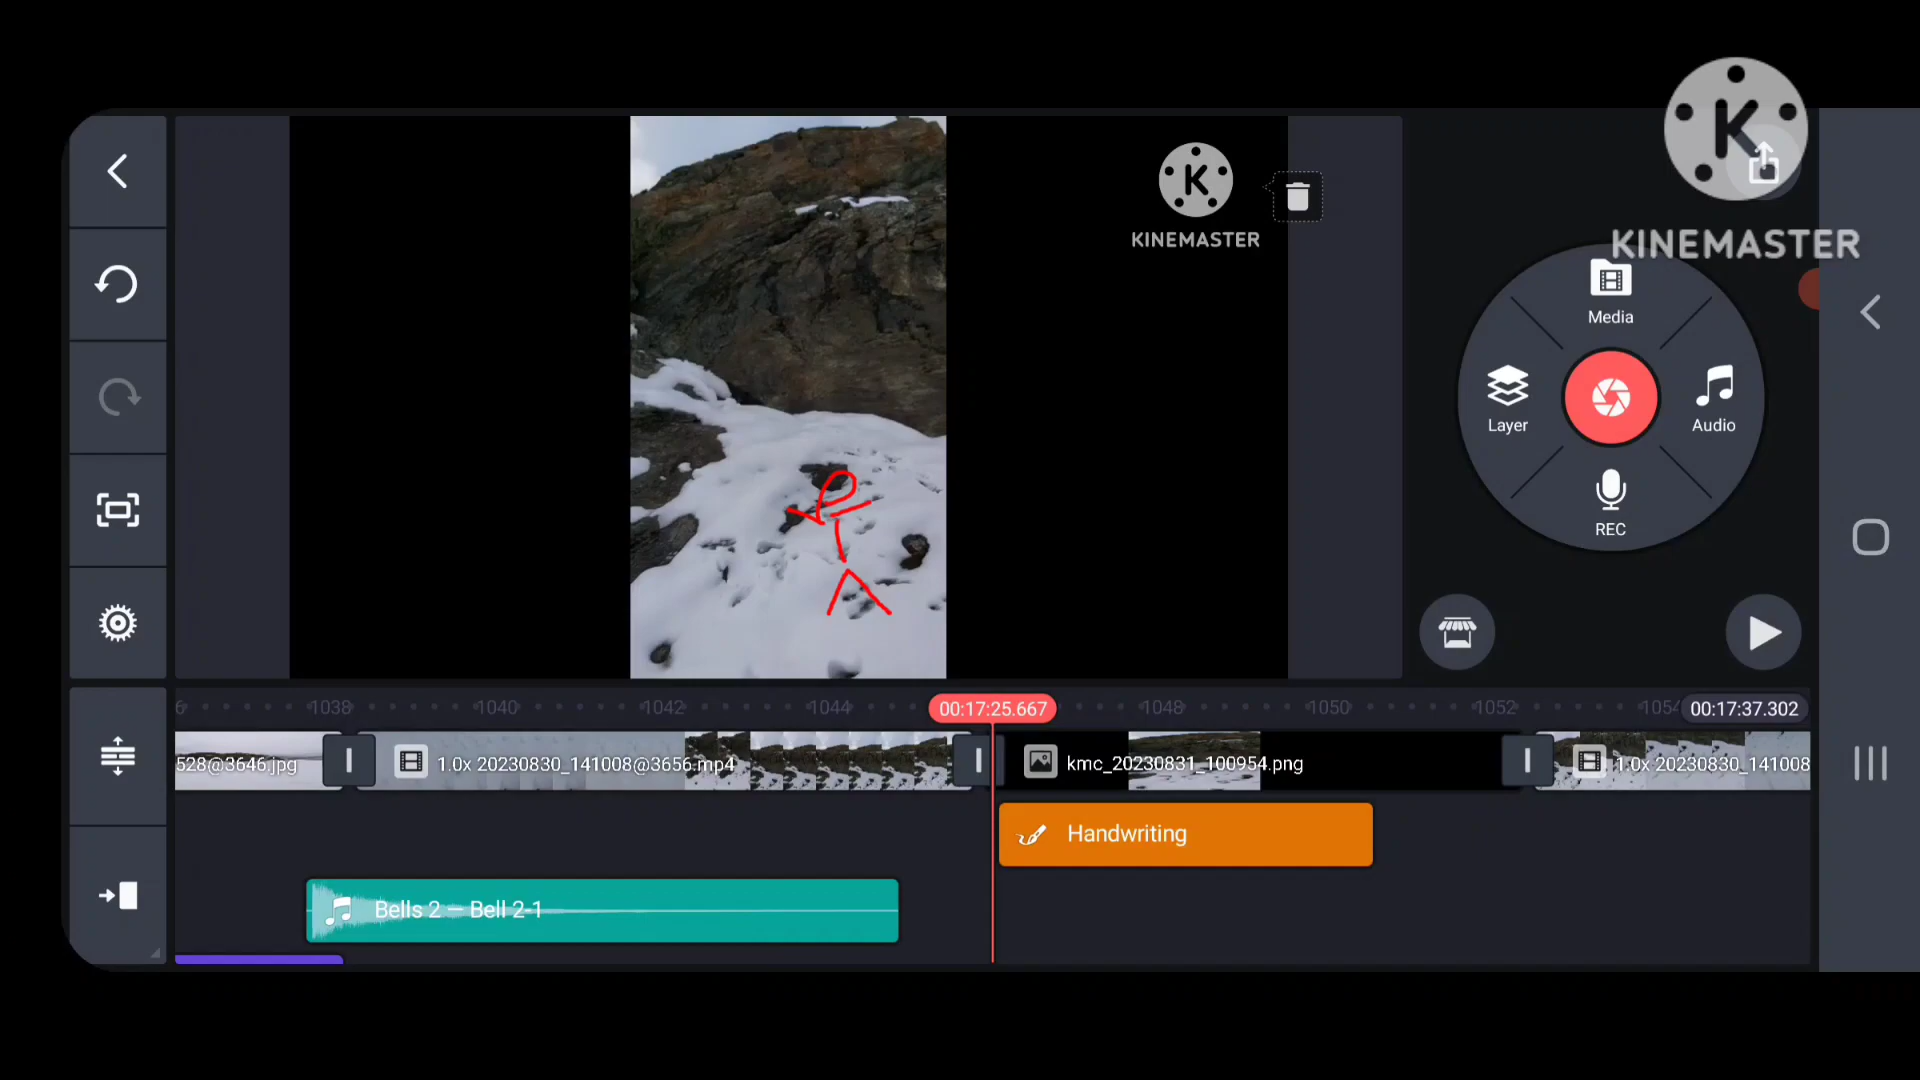 KINEMASTER
KINEMASTER
Media
Layer
Audio
REC
6 1038 1040 1042 1044 00:17:25.667 1048 1050 1052 1054 00:17:37.302
528@3646.jpg
1.0x 20230830_141008@3656.mp4
kmc_20230831_100954.png
1.0x 20230830_141008
Handwriting
Bells 2 — Bell 2-1